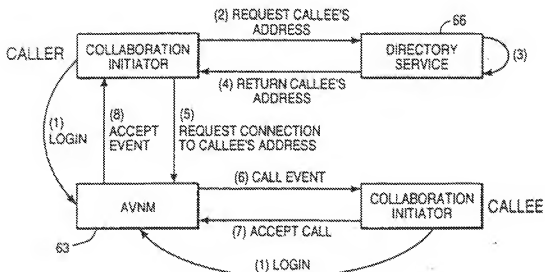 (2) REQUEST CALLEE'S
ADDRESS
66
CALLER
COLLABORATION
INITIATOR
DIRECTORY
SERVICE
(3)
(4) RETURN CALLEE'S
ADDRESS
(1)
LOGIN
(8)
ACCEPT
EVENT
(5)
REQUEST CONNECTION
TO CALLEE'S ADDRESS
(6) CALL EVENT
AVNM
COLLABORATION
INITIATOR
CALLEE
(7) ACCEPT CALL
63
(1) LOGIN